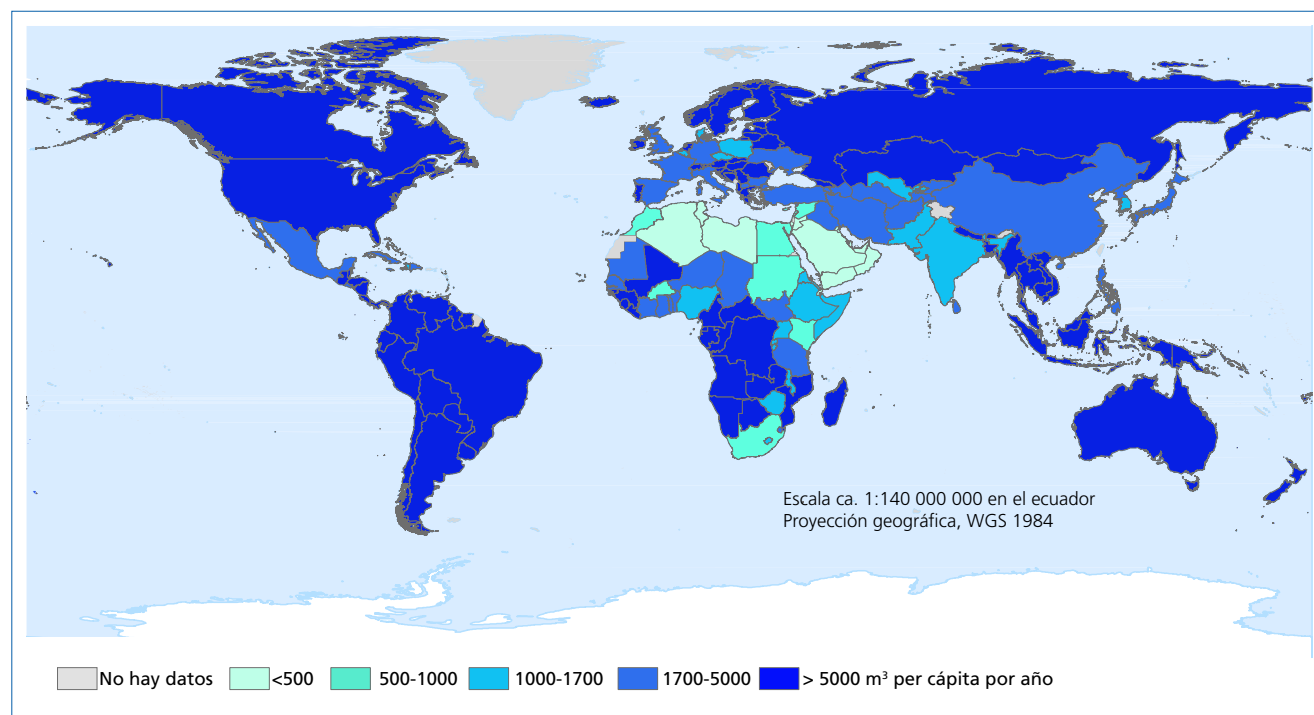 Escala ca. 1:140 000 000 en el ecuador
Proyección geográfica, WGS 1984
No hay datos <500 500-1000 1000-1700 1700-5000 > 5000 m³ per cápita por año